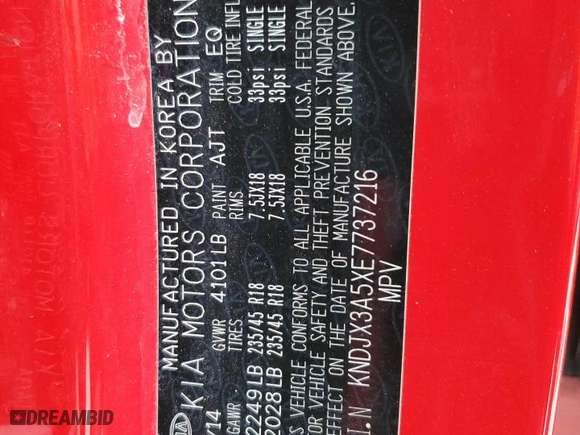 MANUFACTURED IN KOREA BY
KIA MOTORS CORPORATION
/14 GVWR 4101LB PAINT AJT TRIM EQ
GAWR TIRES RIMS COLD TIRE INFL
2249LB 235/45 R18 7.5JX18 33psi SINGLE
2028LB 235/45 R18 7.5JX18 33psi SINGLE
S VEHICLE CONFORMS TO ALL APPLICABLE U.S.A. FEDERAL
OR VEHICLE SAFETY AND THEFT PREVENTION STANDARDS
EFFECT ON THE DATE OF MANUFACTURE SHOWN ABOVE.
I.N KNDJX3A5XE7737216
MPV
KIA
DREAMBID